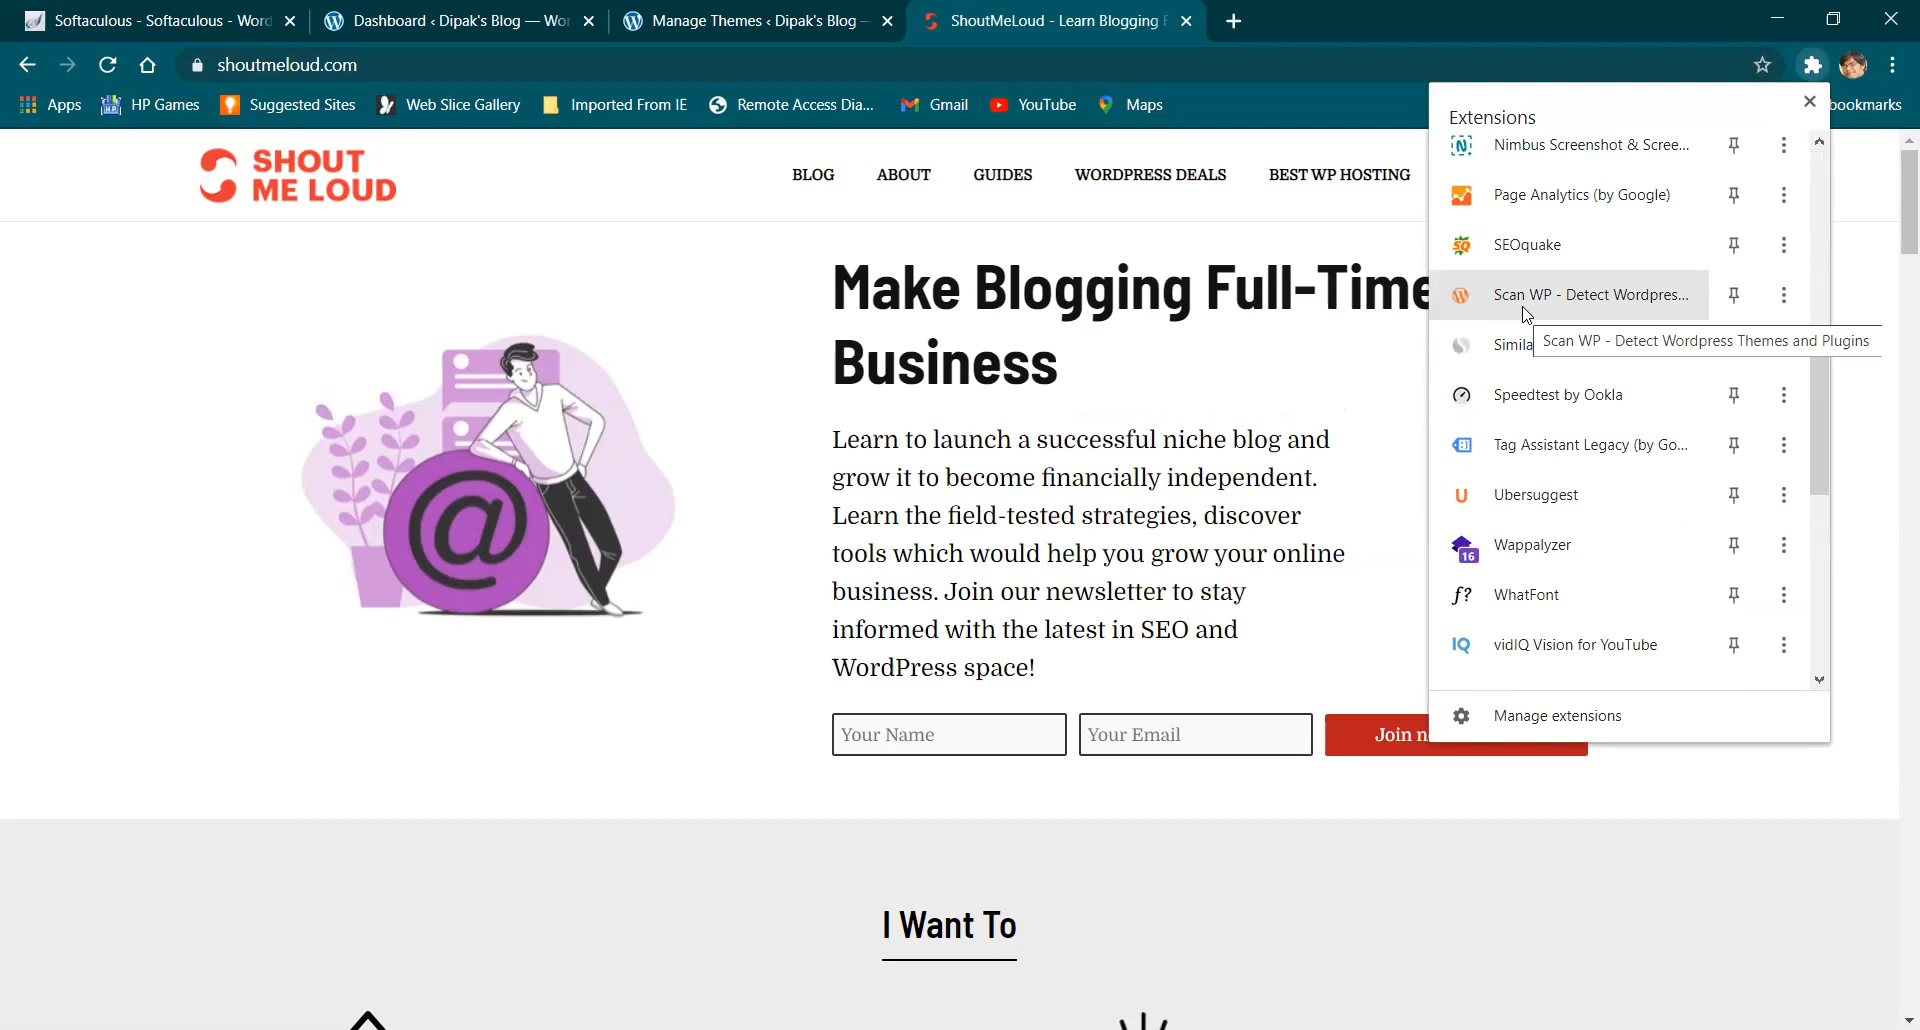 Softaculous - Softaculous - Word
Dashboard ‹ Dipak's Blog — Wor
Manage Themes ‹ Dipak's Blog —
ShoutMeLoud - Learn Blogging F
shoutmeloud.com
Apps
HP Games
Suggested Sites
Web Slice Gallery
Imported From IE
Remote Access Dia...
Gmail
YouTube
Maps
bookmarks
SHOUT
ME LOUD
BLOG
ABOUT
GUIDES
WORDPRESS DEALS
BEST WP HOSTING
Make Blogging Full-Time
Business
Learn to launch a successful niche blog and
grow it to become financially independent.
Learn the field-tested strategies, discover
tools which would help you grow your online
business. Join our newsletter to stay
informed with the latest in SEO and
WordPress space!
Your Name
Your Email
Join n
I Want To
Extensions
Nimbus Screenshot & Scree...
Page Analytics (by Google)
SEOquake
Scan WP - Detect Wordpres...
Scan WP - Detect Wordpress Themes and Plugins
Simila
Speedtest by Ookla
Tag Assistant Legacy (by Go...
Ubersuggest
16
Wappalyzer
f?
WhatFont
IQ
vidIQ Vision for YouTube
Manage extensions